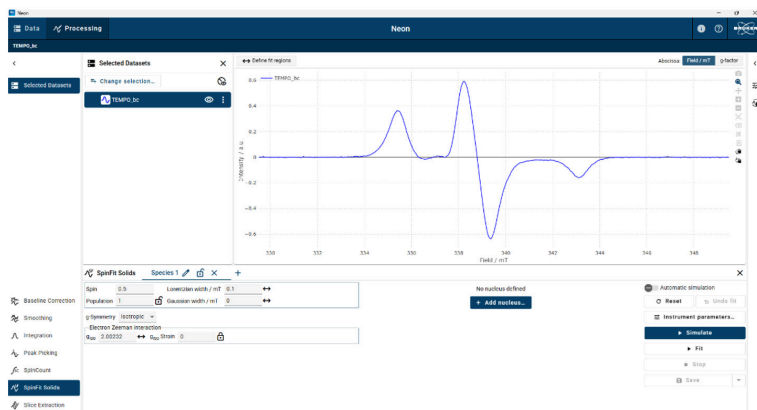 Neon
Data
Processing
Neon
BRUKER
TEMPO_bc
Selected Datasets
Selected Datasets
Change selection...
TEMPO_bc
Define fit regions
Abscissa:
Field / mT
g-factor
TEMPO_bc
0.6
0.4
0.2
0
−0.2
−0.4
−0.6
Intensity / a.u.
330
332
334
336
338
340
342
344
346
348
Field / mT
Baseline Correction
Smoothing
Integration
Peak Picking
SpinCount
SpinFit Solids
Slice Extraction
SpinFit Solids
Species 1
Spin
0.5
Lorentzian width / mT
0.1
Population
1
Gaussian width / mT
0
g-Symmetry
Isotropic
Electron Zeeman Interaction
giso
2.00232
giso Strain
0
No nucleus defined
+ Add nucleus...
Automatic simulation
Reset
Undo fit
Instrument parameters...
Simulate
Fit
Stop
Save